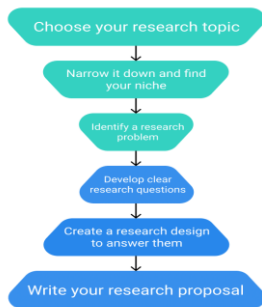 Choose your research topic
Narrow it down and find
your niche
Identify a research
problem
Develop clear
research questions
Create a research design
to answer them
Write your research proposal